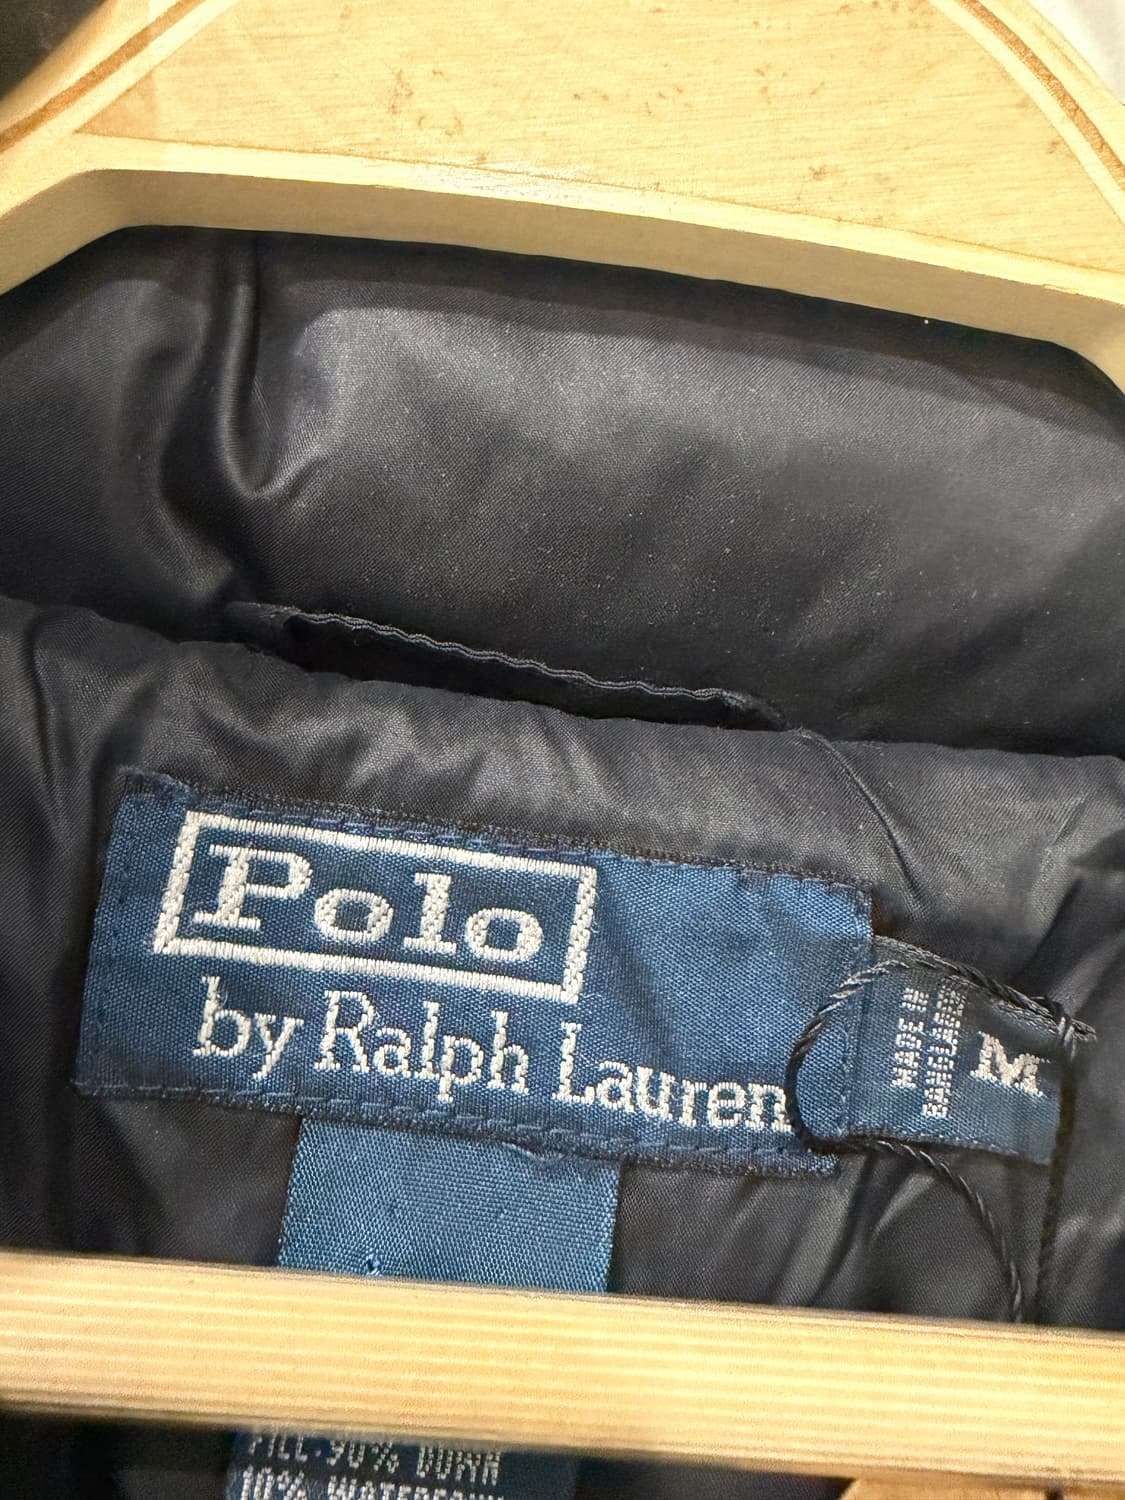 Polo
by Ralph Lauren
MADE IN
BANGLADESH
M
FILL: 90% DOWN
10% WATERFOWL